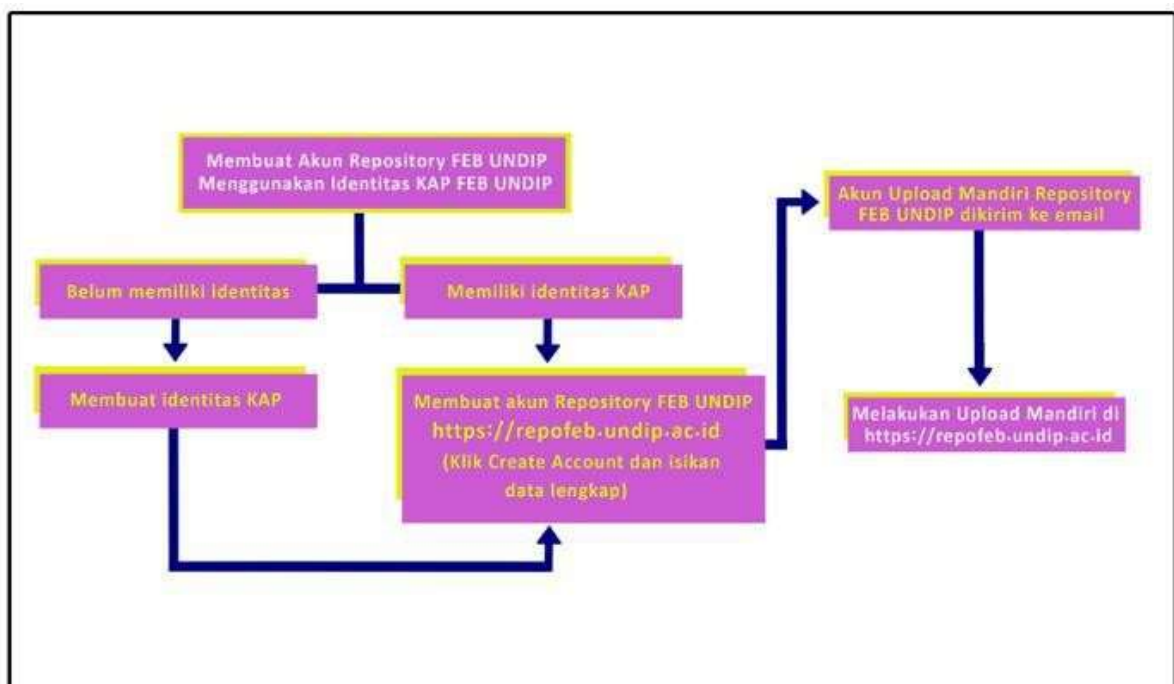 Membuat Akun Repository FEB UNDIP
Menggunakan Identitas KAP FEB UNDIP
Belum memiliki identitas
Memiliki identitas KAP
Membuat identitas KAP
Membuat akun Repository FEB UNDIP
https://repofeb.undip.ac.id
(Klik Create Account dan isikan
data lengkap)
Akun Upload Mandiri Repository
FEB UNDIP dikirim ke email
Melakukan Upload Mandiri di
https://repofeb.undip.ac.id